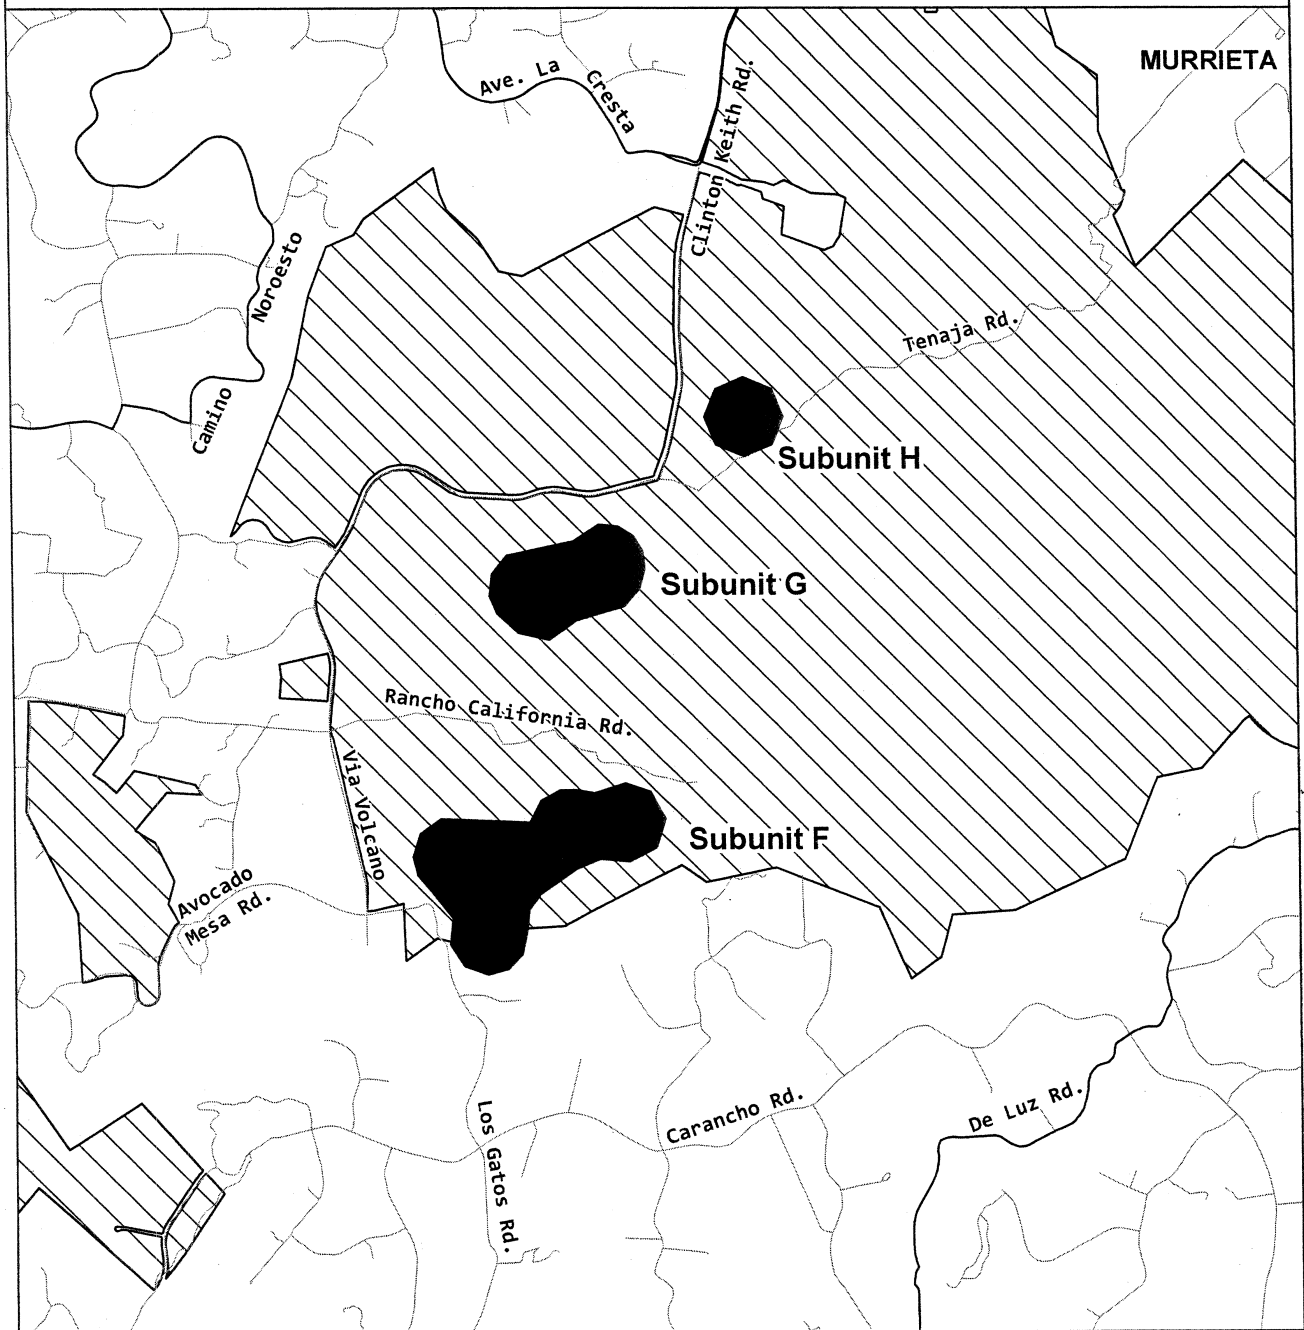 MURRIETA
Ave. La
Cresta
Clinton Keith Rd.
Camino Noroesto
Tenaja Rd.
Subunit H
Subunit G
Rancho California Rd.
Via Volcano
Subunit F
Avocado
Mesa Rd.
Los Gatos Rd.
Carancho Rd.
De Luz Rd.